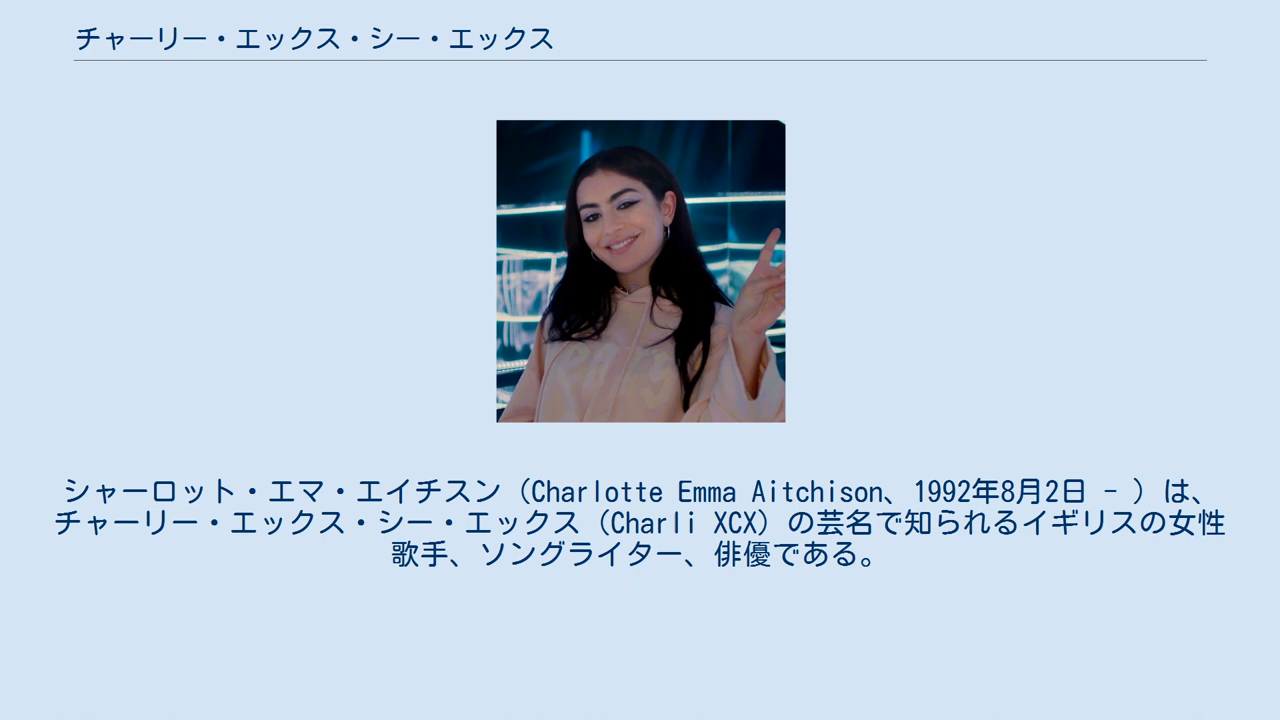 チャーリー・エックス・シー・エックス
シャーロット・エマ・エイチスン（Charlotte Emma Aitchison、1992年8月2日 - ）は、
チャーリー・エックス・シー・エックス（Charli XCX）の芸名で知られるイギリスの女性
歌手、ソングライター、俳優である。